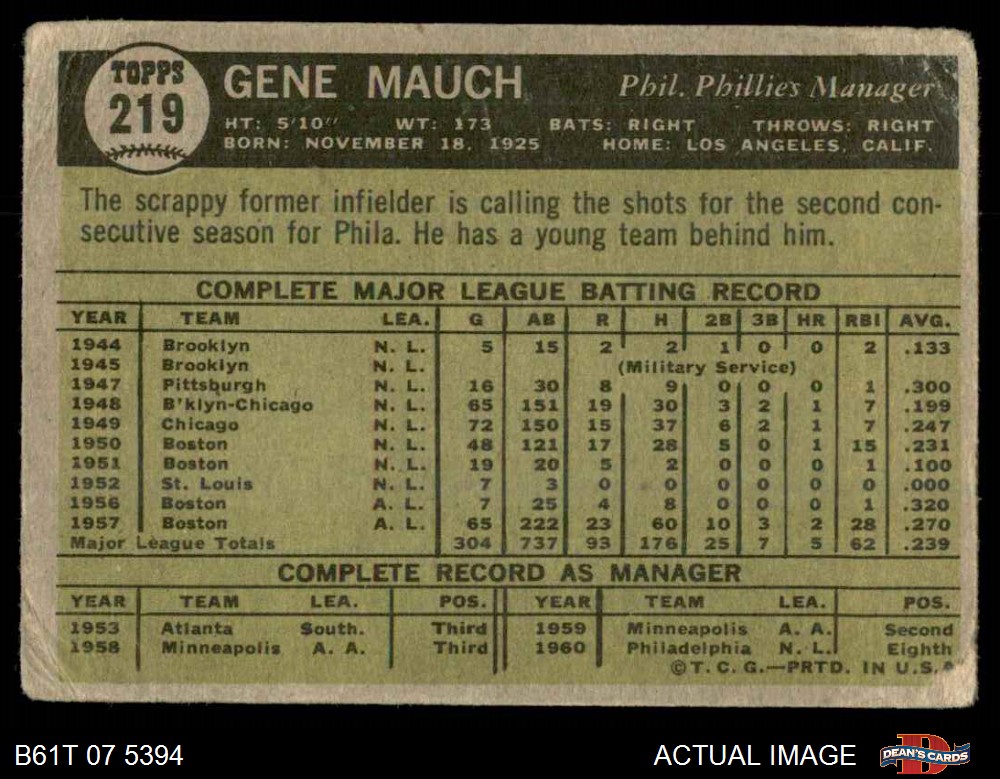 TOPPS
219
GENE MAUCH Phil. Phillies Manager
HT: 5'10" WT: 173 BATS: RIGHT THROWS: RIGHT
BORN: NOVEMBER 18, 1925 HOME: LOS ANGELES, CALIF.
The scrappy former infielder is calling the shots for the second con-
secutive season for Phila. He has a young team behind him.
COMPLETE MAJOR LEAGUE BATTING RECORD
YEAR TEAM LEA. G AB R H 2B 3B HR RBI AVG.
1944 Brooklyn N. L. 5 15 2 2 1 0 0 2 .133
1945 Brooklyn N. L. (Military Service)
1947 Pittsburgh N. L. 16 30 8 9 0 0 0 1 .300
1948 B'klyn-Chicago N. L. 65 151 19 30 3 2 1 7 .199
1949 Chicago N. L. 72 150 15 37 6 2 1 7 .247
1950 Boston N. L. 48 121 17 28 5 0 1 15 .231
1951 Boston N. L. 19 20 5 2 0 0 0 1 .100
1952 St. Louis N. L. 7 3 0 0 0 0 0 0 .000
1956 Boston A. L. 7 25 4 8 0 0 0 1 .320
1957 Boston A. L. 65 222 23 60 10 3 2 28 .270
Major League Totals 304 737 93 176 25 7 5 62 .239
COMPLETE RECORD AS MANAGER
YEAR TEAM LEA. POS. YEAR TEAM LEA. POS.
1953 Atlanta South. Third 1959 Minneapolis A. A. Second
1958 Minneapolis A. A. Third 1960 Philadelphia N. L. Eighth
©T. C. G.—PRTD. IN U.S.A
B61T 07 5394 ACTUAL IMAGE DEAN'S CARDS